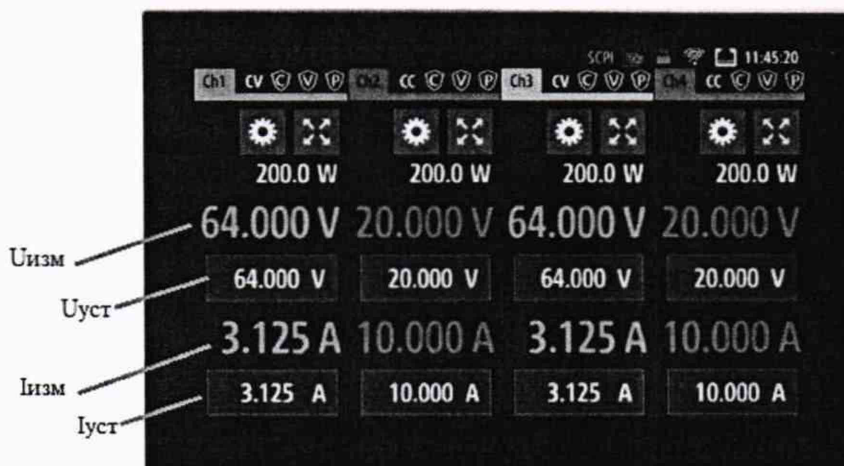 SCPI 11:45:20
Ch1 CV C V P Ch2 CC C V P Ch3 CV C V P Ch4 CC C V P
200.0 W 200.0 W 200.0 W 200.0 W
64.000 V 20.000 V 64.000 V 20.000 V
Uизм
64.000 V 20.000 V 64.000 V 20.000 V
Uуст
3.125 A 10.000 A 3.125 A 10.000 A
Iизм
3.125 A 10.000 A 3.125 A 10.000 A
Iуст